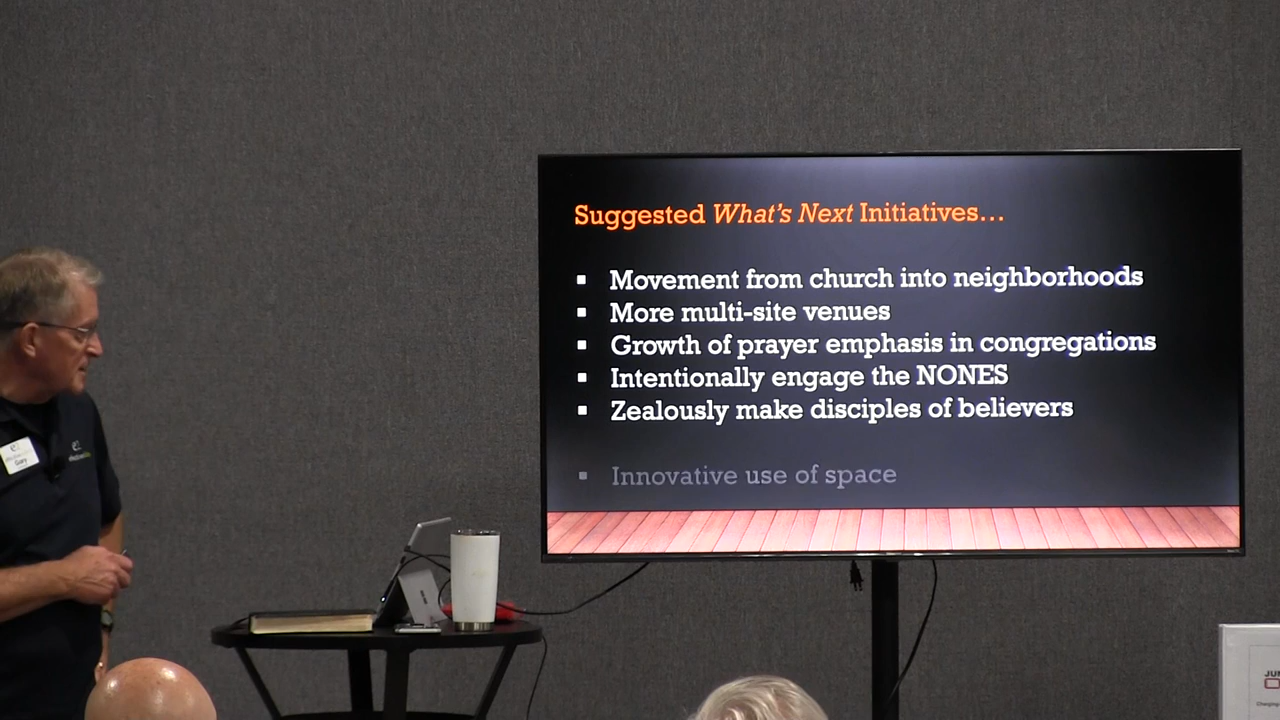 Suggested What's Next Initiatives...
▪ Movement from church into neighborhoods
▪ More multi-site venues
▪ Growth of prayer emphasis in congregations
▪ Intentionally engage the NONES
▪ Zealously make disciples of believers
▪ Innovative use of space
Gary